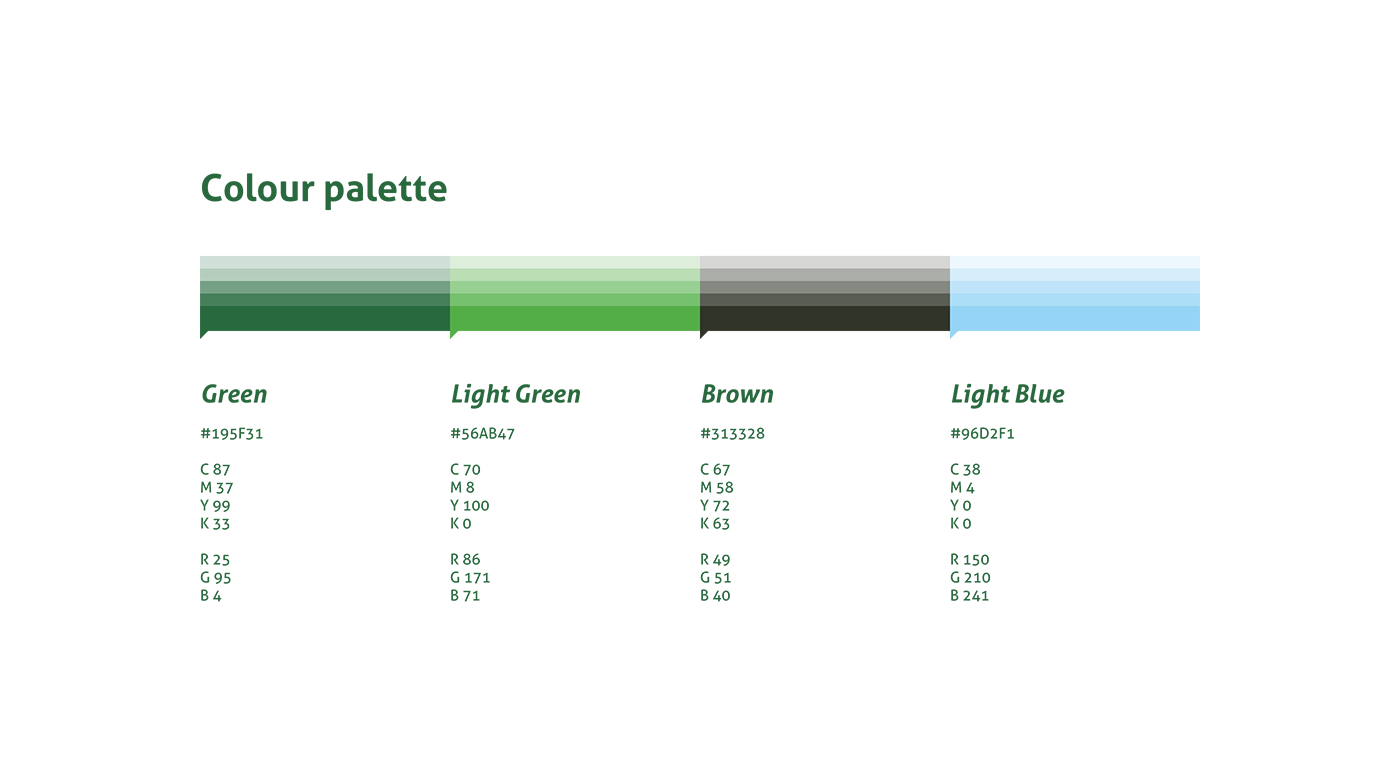 Colour palette
Green
#195F31
C 87
M 37
Y 99
K 33
R 25
G 95
B 4
Light Green
#56AB47
C 70
M 8
Y 100
K 0
R 86
G 171
B 71
Brown
#313328
C 67
M 58
Y 72
K 63
R 49
G 51
B 40
Light Blue
#96D2F1
C 38
M 4
Y 0
K 0
R 150
G 210
B 241